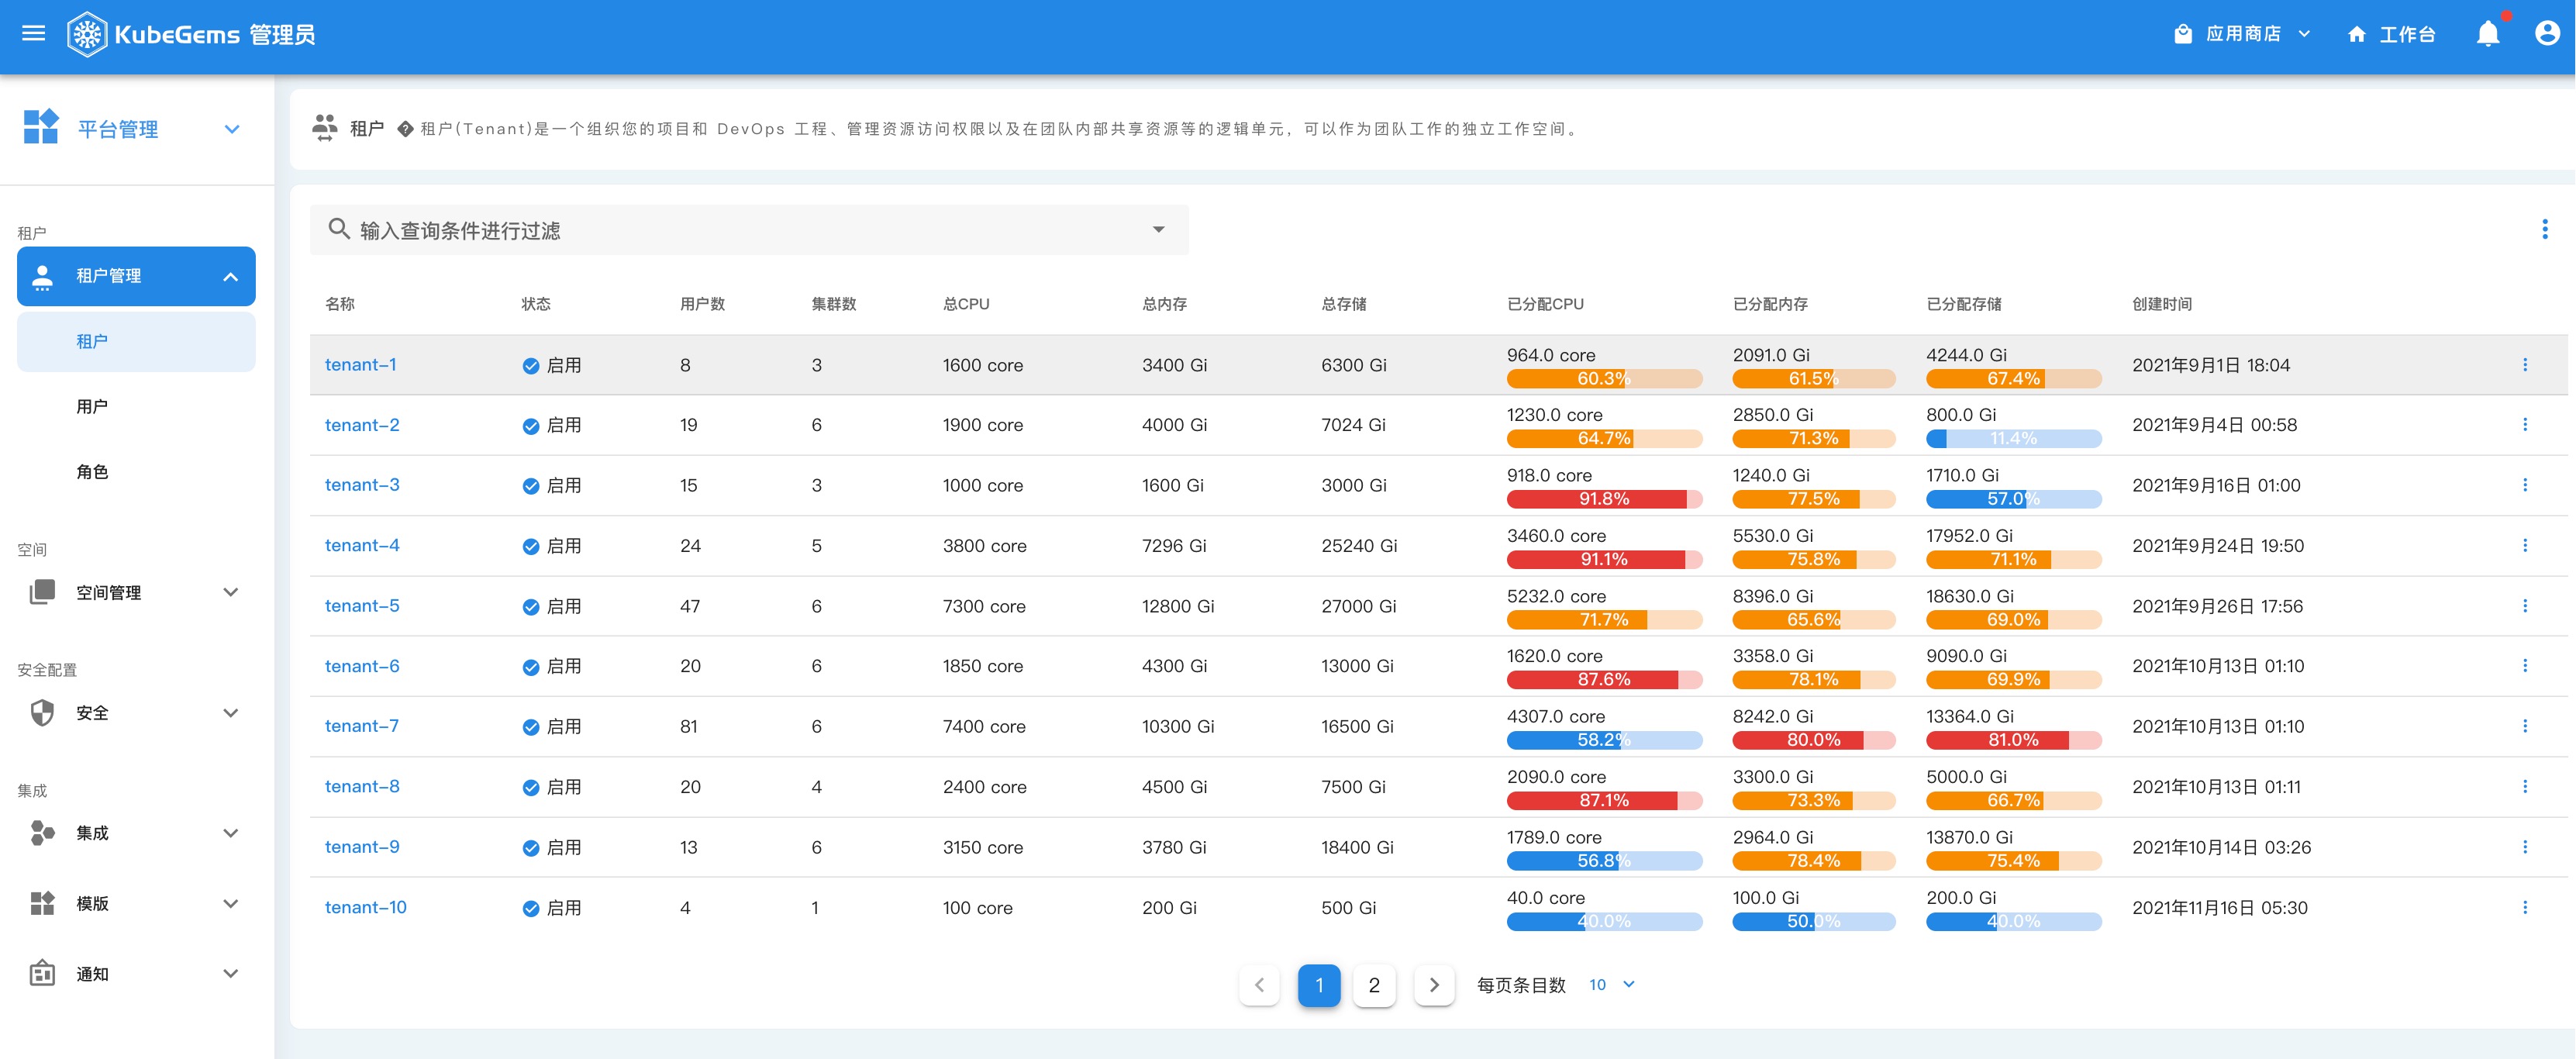 KubeGems 管理员
应用商店
工作台
平台管理
租户
租户管理
租户
用户
角色
空间
空间管理
安全配置
安全
集成
集成
模版
通知
租户 租户(Tenant)是一个组织您的项目和 DevOps 工程、管理资源访问权限以及在团队内部共享资源等的逻辑单元，可以作为团队工作的独立工作空间。
输入查询条件进行过滤
名称 状态 用户数 集群数 总CPU 总内存 总存储 已分配CPU 已分配内存 已分配存储 创建时间
tenant-1 启用 8 3 1600 core 3400 Gi 6300 Gi 964.0 core 60.3% 2091.0 Gi 61.5% 4244.0 Gi 67.4% 2021年9月1日 18:04
tenant-2 启用 19 6 1900 core 4000 Gi 7024 Gi 1230.0 core 64.7% 2850.0 Gi 71.3% 800.0 Gi 11.4% 2021年9月4日 00:58
tenant-3 启用 15 3 1000 core 1600 Gi 3000 Gi 918.0 core 91.8% 1240.0 Gi 77.5% 1710.0 Gi 57.0% 2021年9月16日 01:00
tenant-4 启用 24 5 3800 core 7296 Gi 25240 Gi 3460.0 core 91.1% 5530.0 Gi 75.8% 17952.0 Gi 71.1% 2021年9月24日 19:50
tenant-5 启用 47 6 7300 core 12800 Gi 27000 Gi 5232.0 core 71.7% 8396.0 Gi 65.6% 18630.0 Gi 69.0% 2021年9月26日 17:56
tenant-6 启用 20 6 1850 core 4300 Gi 13000 Gi 1620.0 core 87.6% 3358.0 Gi 78.1% 9090.0 Gi 69.9% 2021年10月13日 01:10
tenant-7 启用 81 6 7400 core 10300 Gi 16500 Gi 4307.0 core 58.2% 8242.0 Gi 80.0% 13364.0 Gi 81.0% 2021年10月13日 01:10
tenant-8 启用 20 4 2400 core 4500 Gi 7500 Gi 2090.0 core 87.1% 3300.0 Gi 73.3% 5000.0 Gi 66.7% 2021年10月13日 01:11
tenant-9 启用 13 6 3150 core 3780 Gi 18400 Gi 1789.0 core 56.8% 2964.0 Gi 78.4% 13870.0 Gi 75.4% 2021年10月14日 03:26
tenant-10 启用 4 1 100 core 200 Gi 500 Gi 40.0 core 40.0% 100.0 Gi 50.0% 200.0 Gi 40.0% 2021年11月16日 05:30
1 2 每页条目数 10